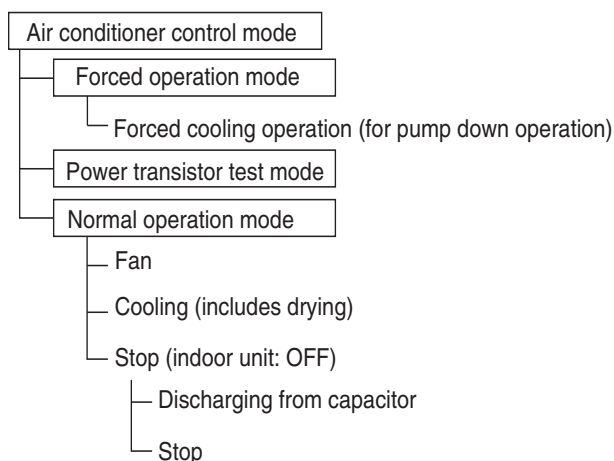 Air conditioner control mode
Forced operation mode
Forced cooling operation (for pump down operation)
Power transistor test mode
Normal operation mode
Fan
Cooling (includes drying)
Stop (indoor unit: OFF)
Discharging from capacitor
Stop